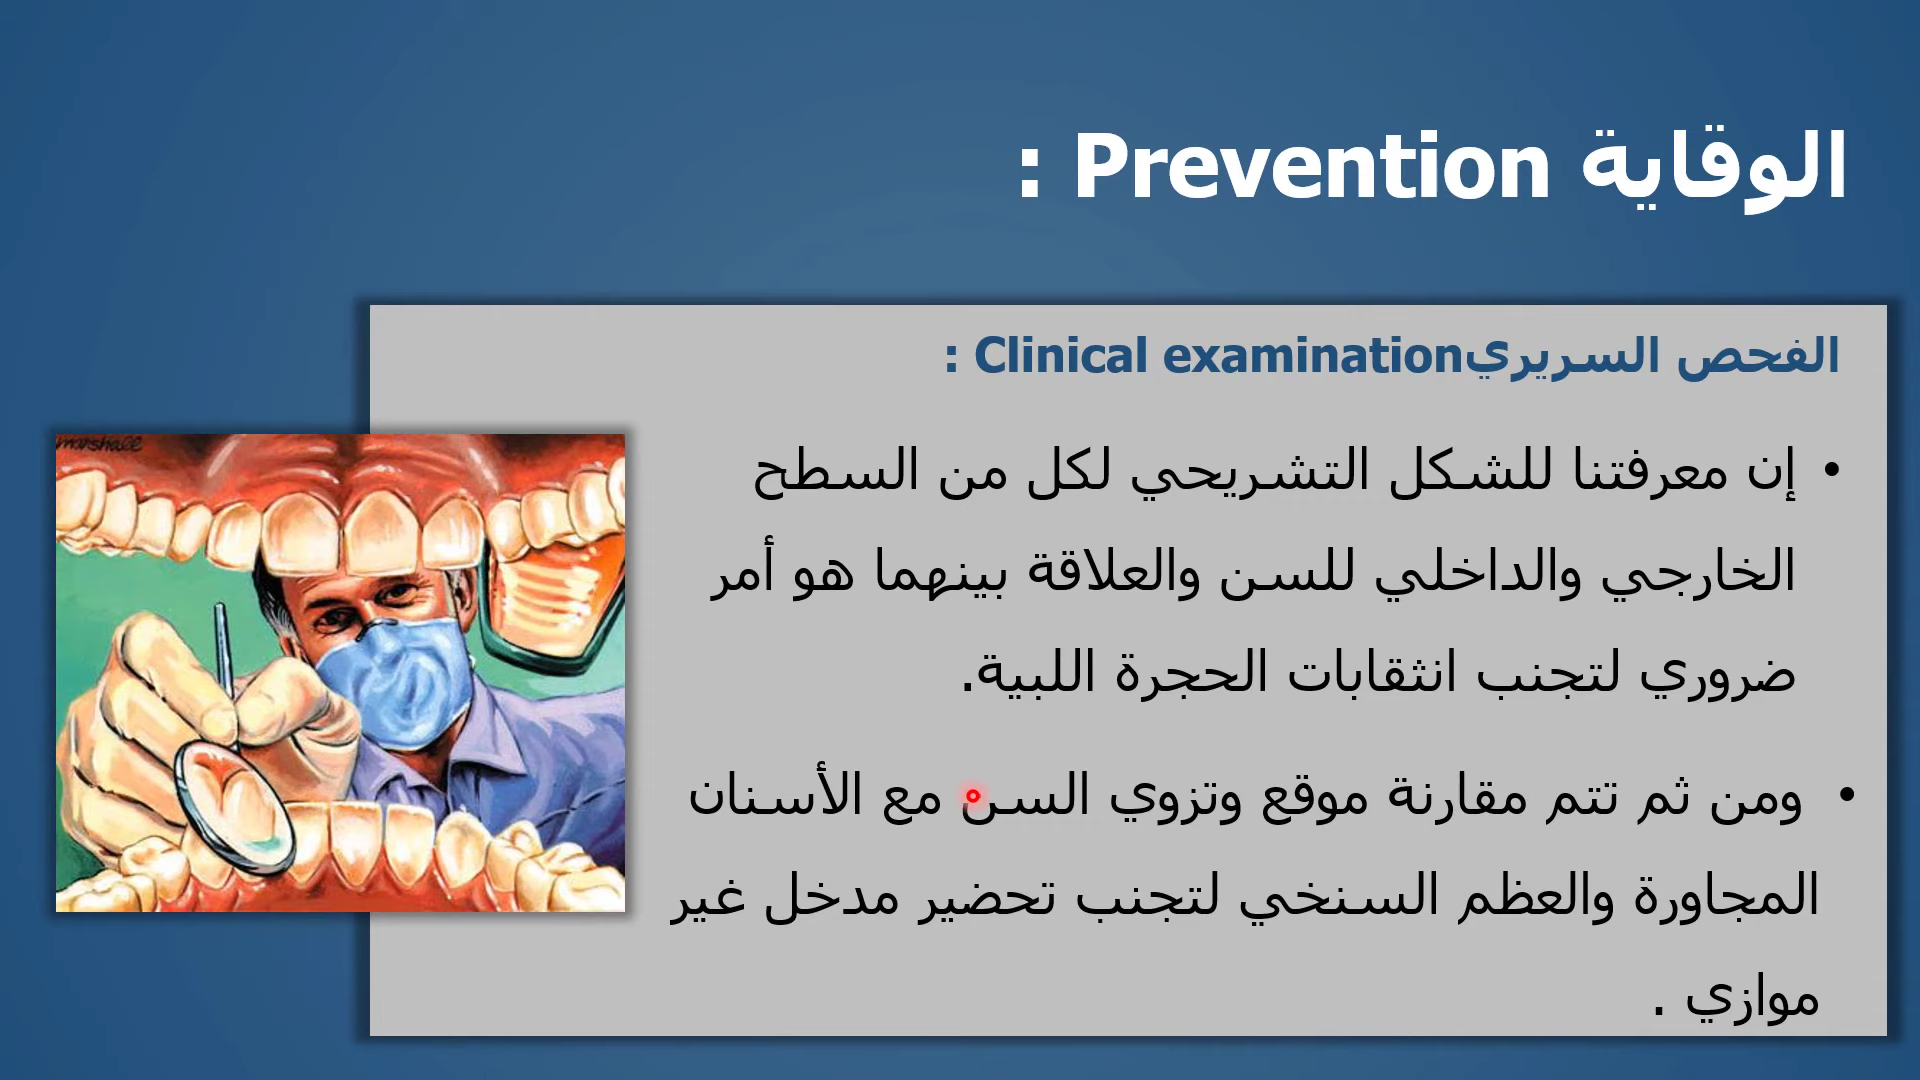 الوقاية Prevention :
الفحص السريريClinical examination :
• إن معرفتنا للشكل التشريحي لكل من السطح
الخارجي والداخلي للسن والعلاقة بينهما هو أمر
ضروري لتجنب انثقابات الحجرة اللبية.
• ومن ثم تتم مقارنة موقع وتزوي السن مع الأسنان
المجاورة والعظم السنخي لتجنب تحضير مدخل غير
موازي .
marshall